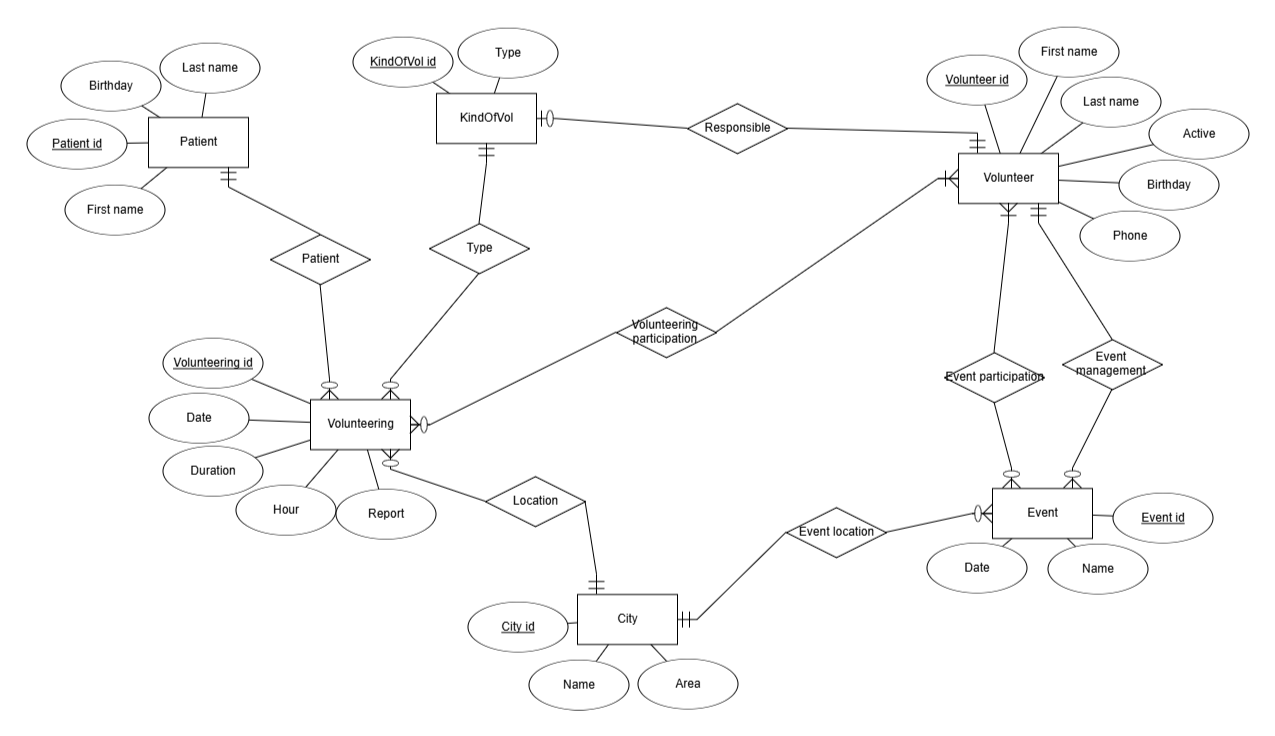 First name
Last name
KindOfVol id
Type
Birthday
Volunteer id
Last name
KindOfVol
Responsible
Active
Patient id
Patient
Volunteer
Birthday
First name
Phone
Patient
Type
Volunteering
participation
Event participation
Event
management
Volunteering id
Date
Volunteering
Duration
Hour
Report
Location
Event location
Event
Event id
Date
Name
City id
City
Name
Area